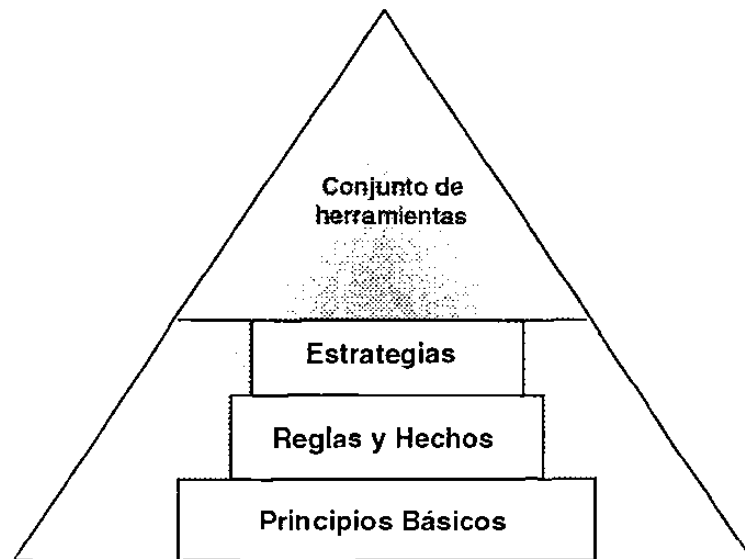 Conjunto de
herramientas
Estrategias
Reglas y Hechos
Principios Básicos